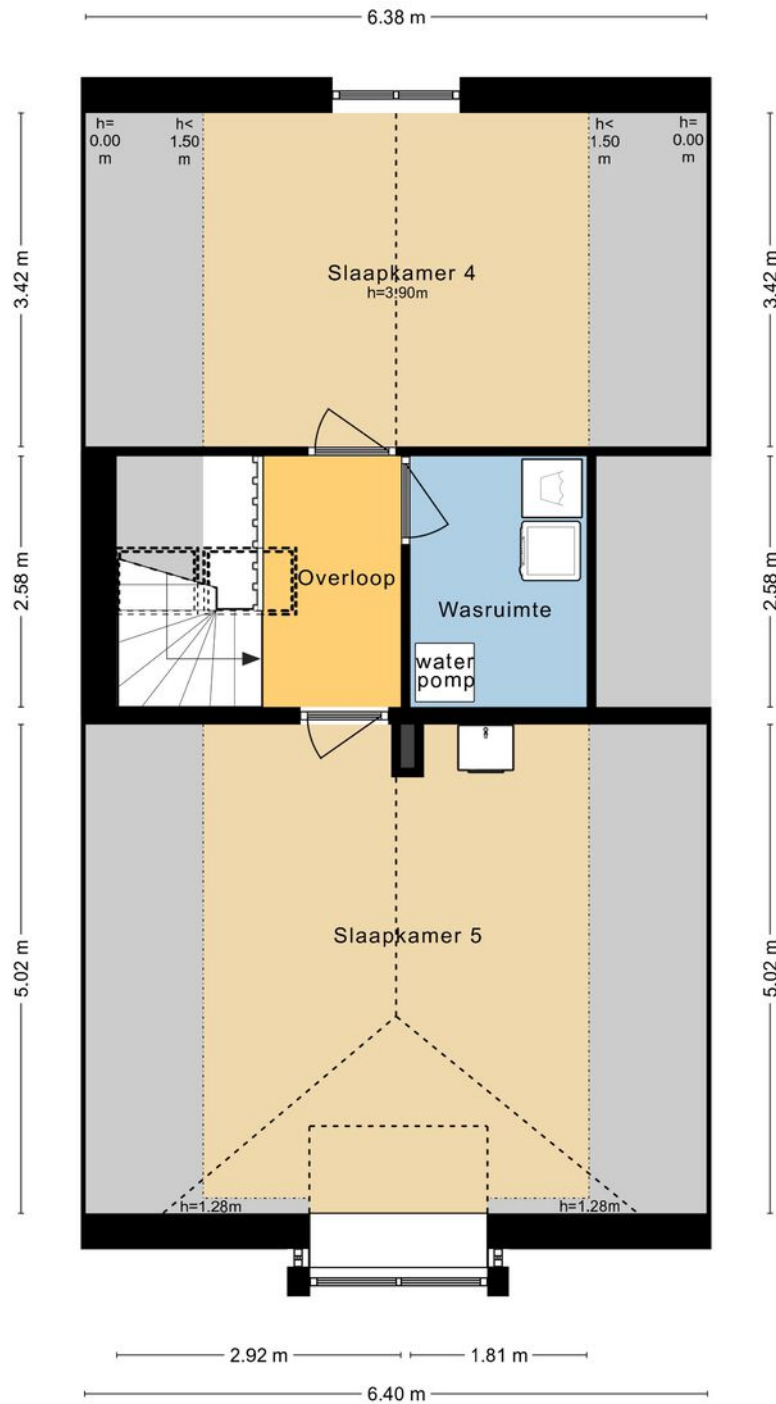 6.38 m
h=
0.00
m
h<
1.50
m
h<
1.50
m
h=
0.00
m
3.42 m
3.42 m
Slaapkamer 4
h=3.90m
2.58 m
2.58 m
Overloop
Wasruimte
water
pomp
5.02 m
5.02 m
Slaapkamer 5
h=1.28m
h=1.28m
2.92 m
1.81 m
6.40 m